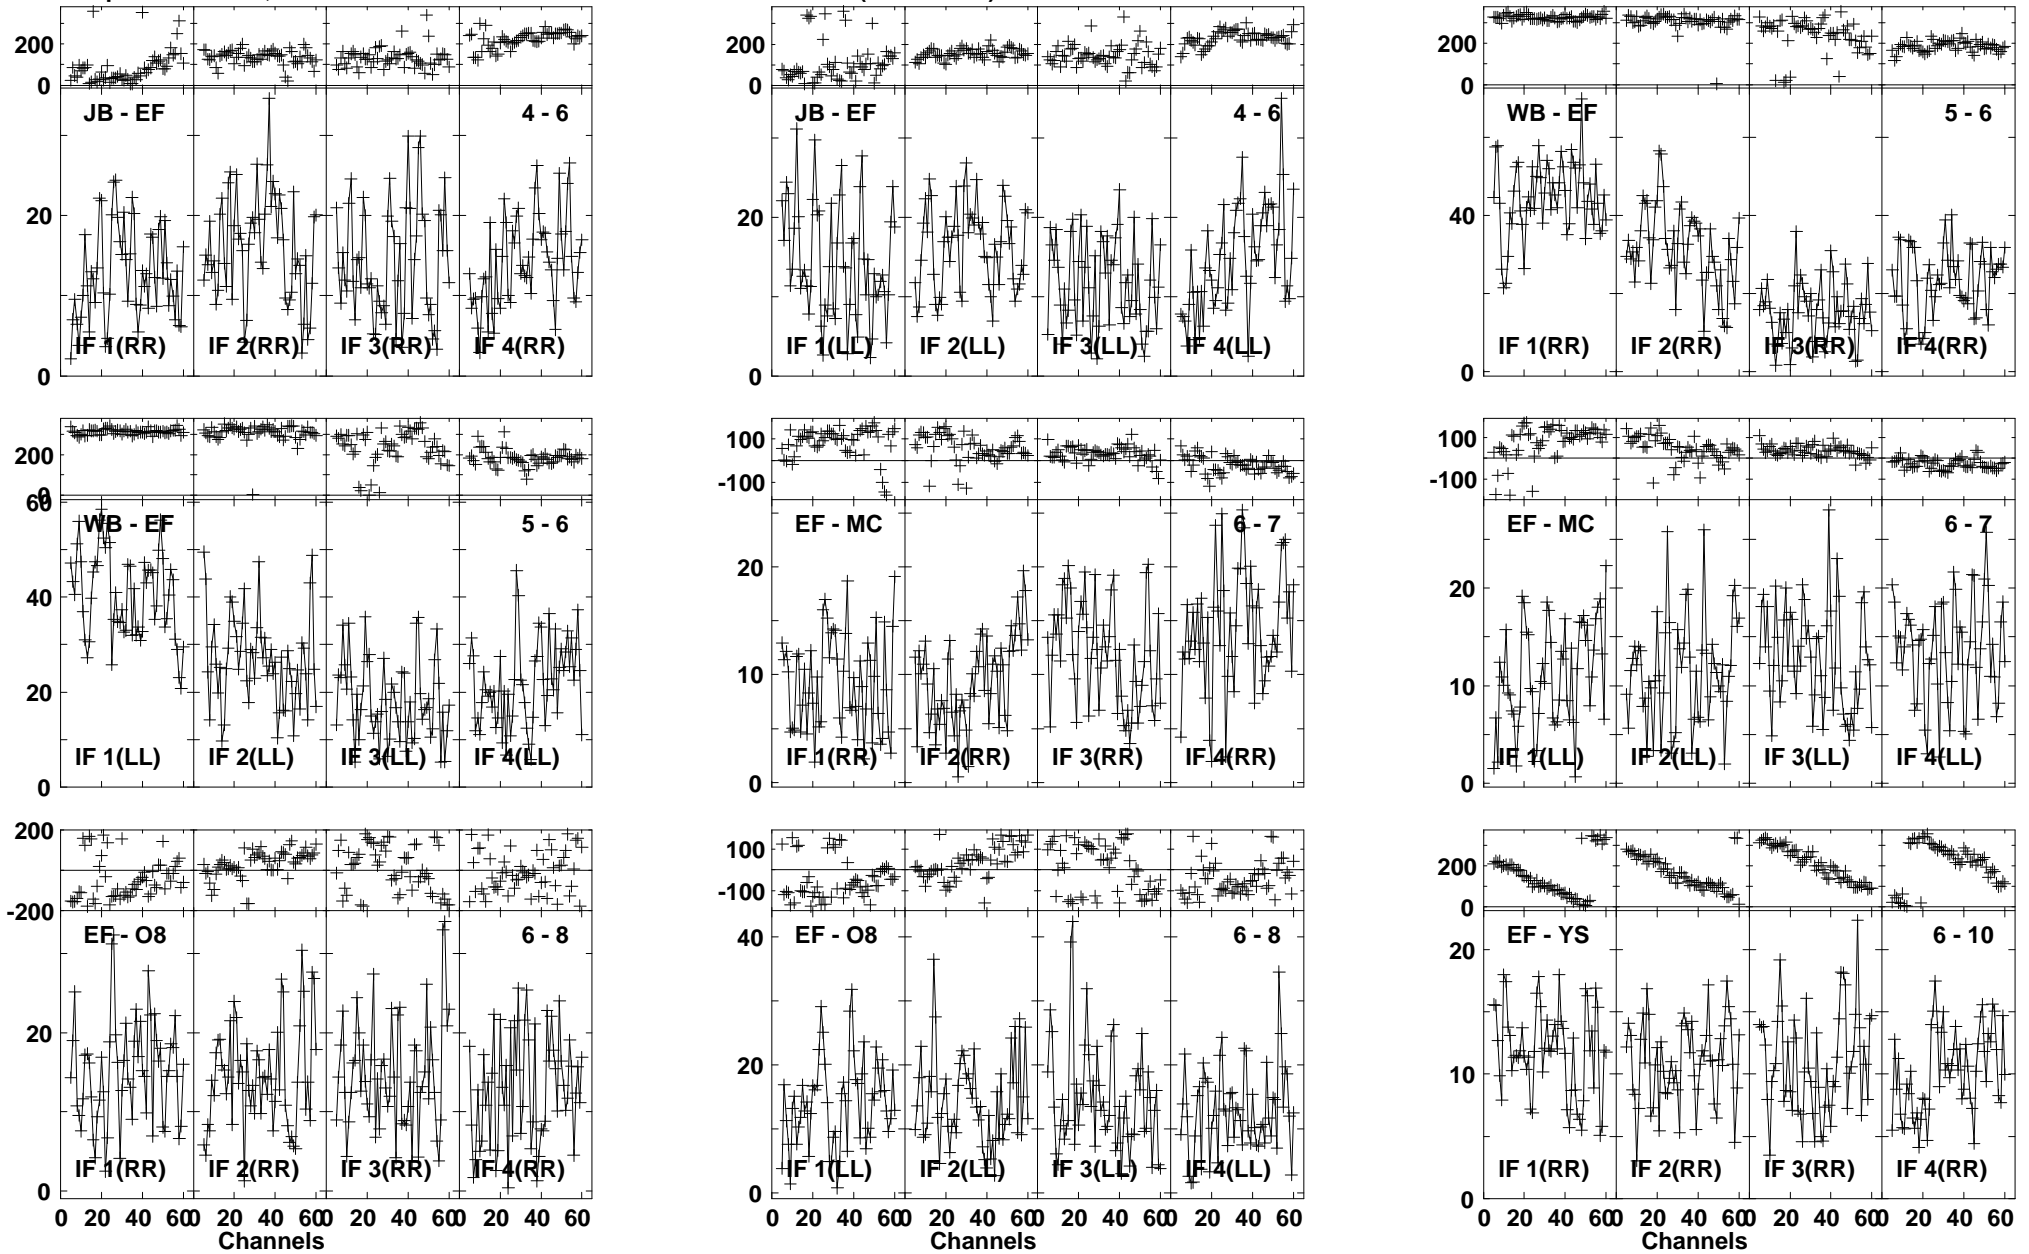 200
0
JB - EF
4 - 6
20
0
IF 1(RR)
IF 2(RR)
IF 3(RR)
IF 4(RR)
200
0
JB - EF
4 - 6
20
0
IF 1(LL)
IF 2(LL)
IF 3(LL)
IF 4(LL)
200
0
WB - EF
5 - 6
40
0
IF 1(RR)
IF 2(RR)
IF 3(RR)
IF 4(RR)
200
0
60
WB - EF
5 - 6
40
20
0
IF 1(LL)
IF 2(LL)
IF 3(LL)
IF 4(LL)
100
-100
EF - MC
6 - 7
20
10
0
IF 1(RR)
IF 2(RR)
IF 3(RR)
IF 4(RR)
100
-100
EF - MC
6 - 7
20
10
0
IF 1(LL)
IF 2(LL)
IF 3(LL)
IF 4(LL)
200
-200
EF - O8
6 - 8
20
0
IF 1(RR)
IF 2(RR)
IF 3(RR)
IF 4(RR)
0 20 40 60 0 20 40 60 0 20 40 60 0 20 40 60
Channels
100
-100
EF - O8
6 - 8
40
20
0
IF 1(LL)
IF 2(LL)
IF 3(LL)
IF 4(LL)
0 20 40 60 0 20 40 60 0 20 40 60 0 20 40 60
Channels
200
0
EF - YS
6 - 10
20
10
0
IF 1(RR)
IF 2(RR)
IF 3(RR)
IF 4(RR)
0 20 40 60 0 20 40 60 0 20 40 60 0 20 40 60
Channels